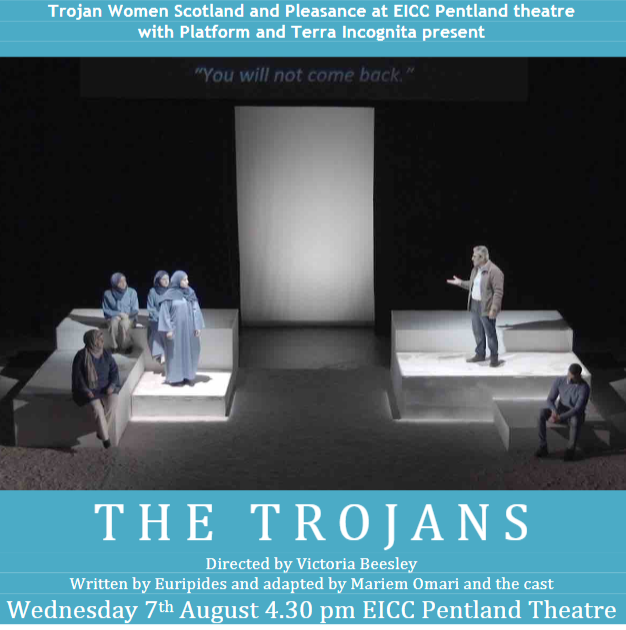 Trojan Women Scotland and Pleasance at EICC Pentland theatre
with Platform and Terra Incognita present
“You will not come back.”
THE TROJANS
Directed by Victoria Beesley
Written by Euripides and adapted by Mariem Omari and the cast
Wednesday 7th August 4.30 pm EICC Pentland Theatre